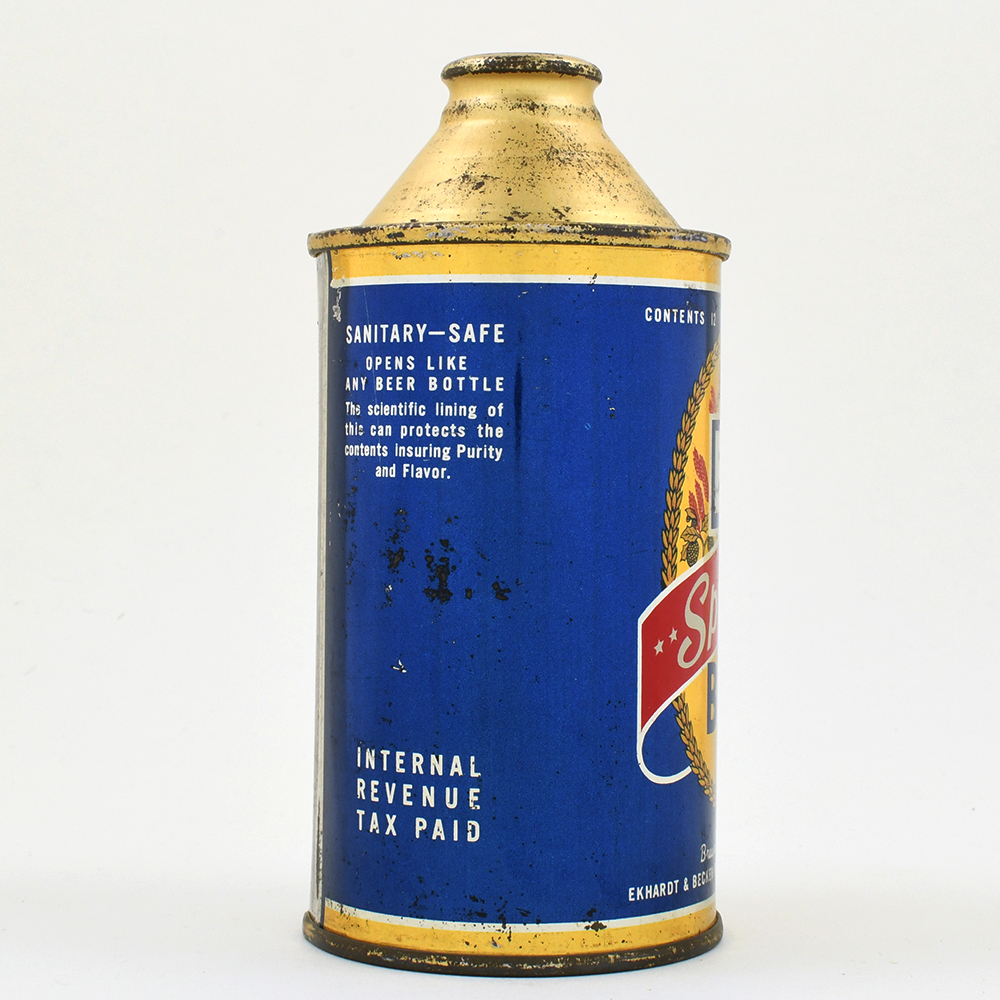 SANITARY—SAFE
OPENS LIKE
ANY BEER BOTTLE
The scientific lining of
this can protects the
contents insuring Purity
and Flavor.
INTERNAL
REVENUE
TAX PAID
CONTENTS 12
EKHARDT & BECKER